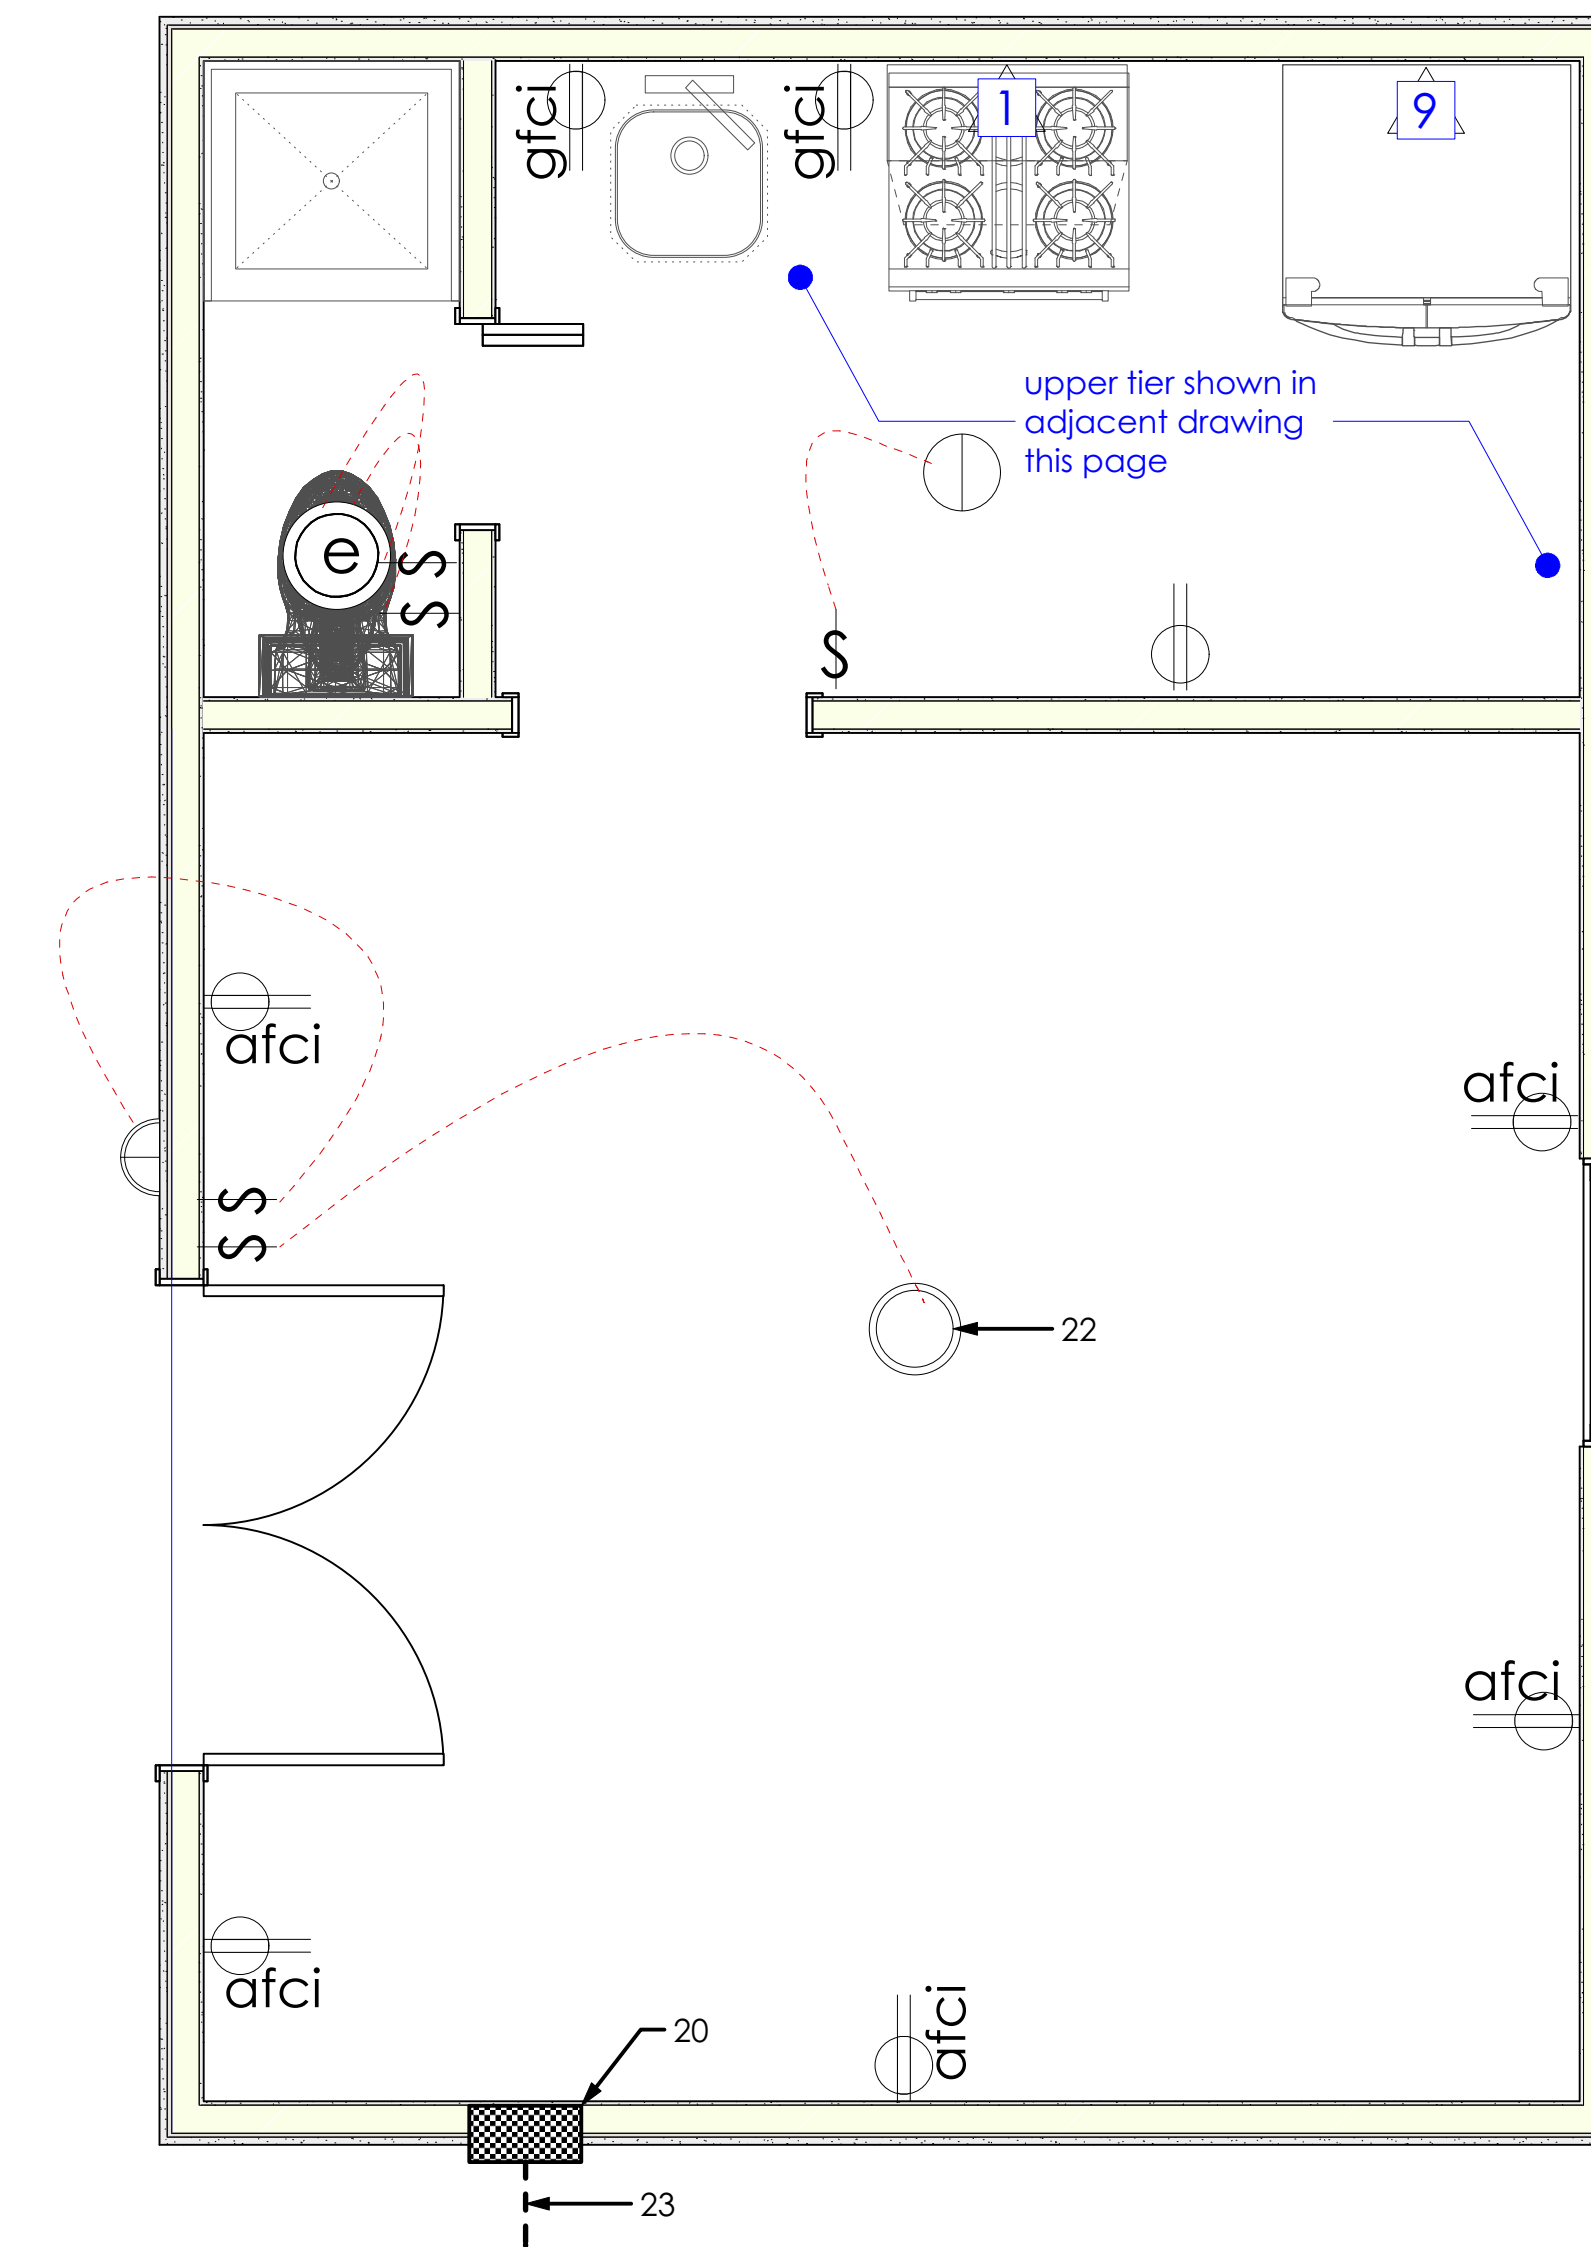 gfci
gfci
1
9
upper tier shown in
adjacent drawing
this page
e
S
S
S
afci
afci
S
S
22
afci
afci
afci
20
23